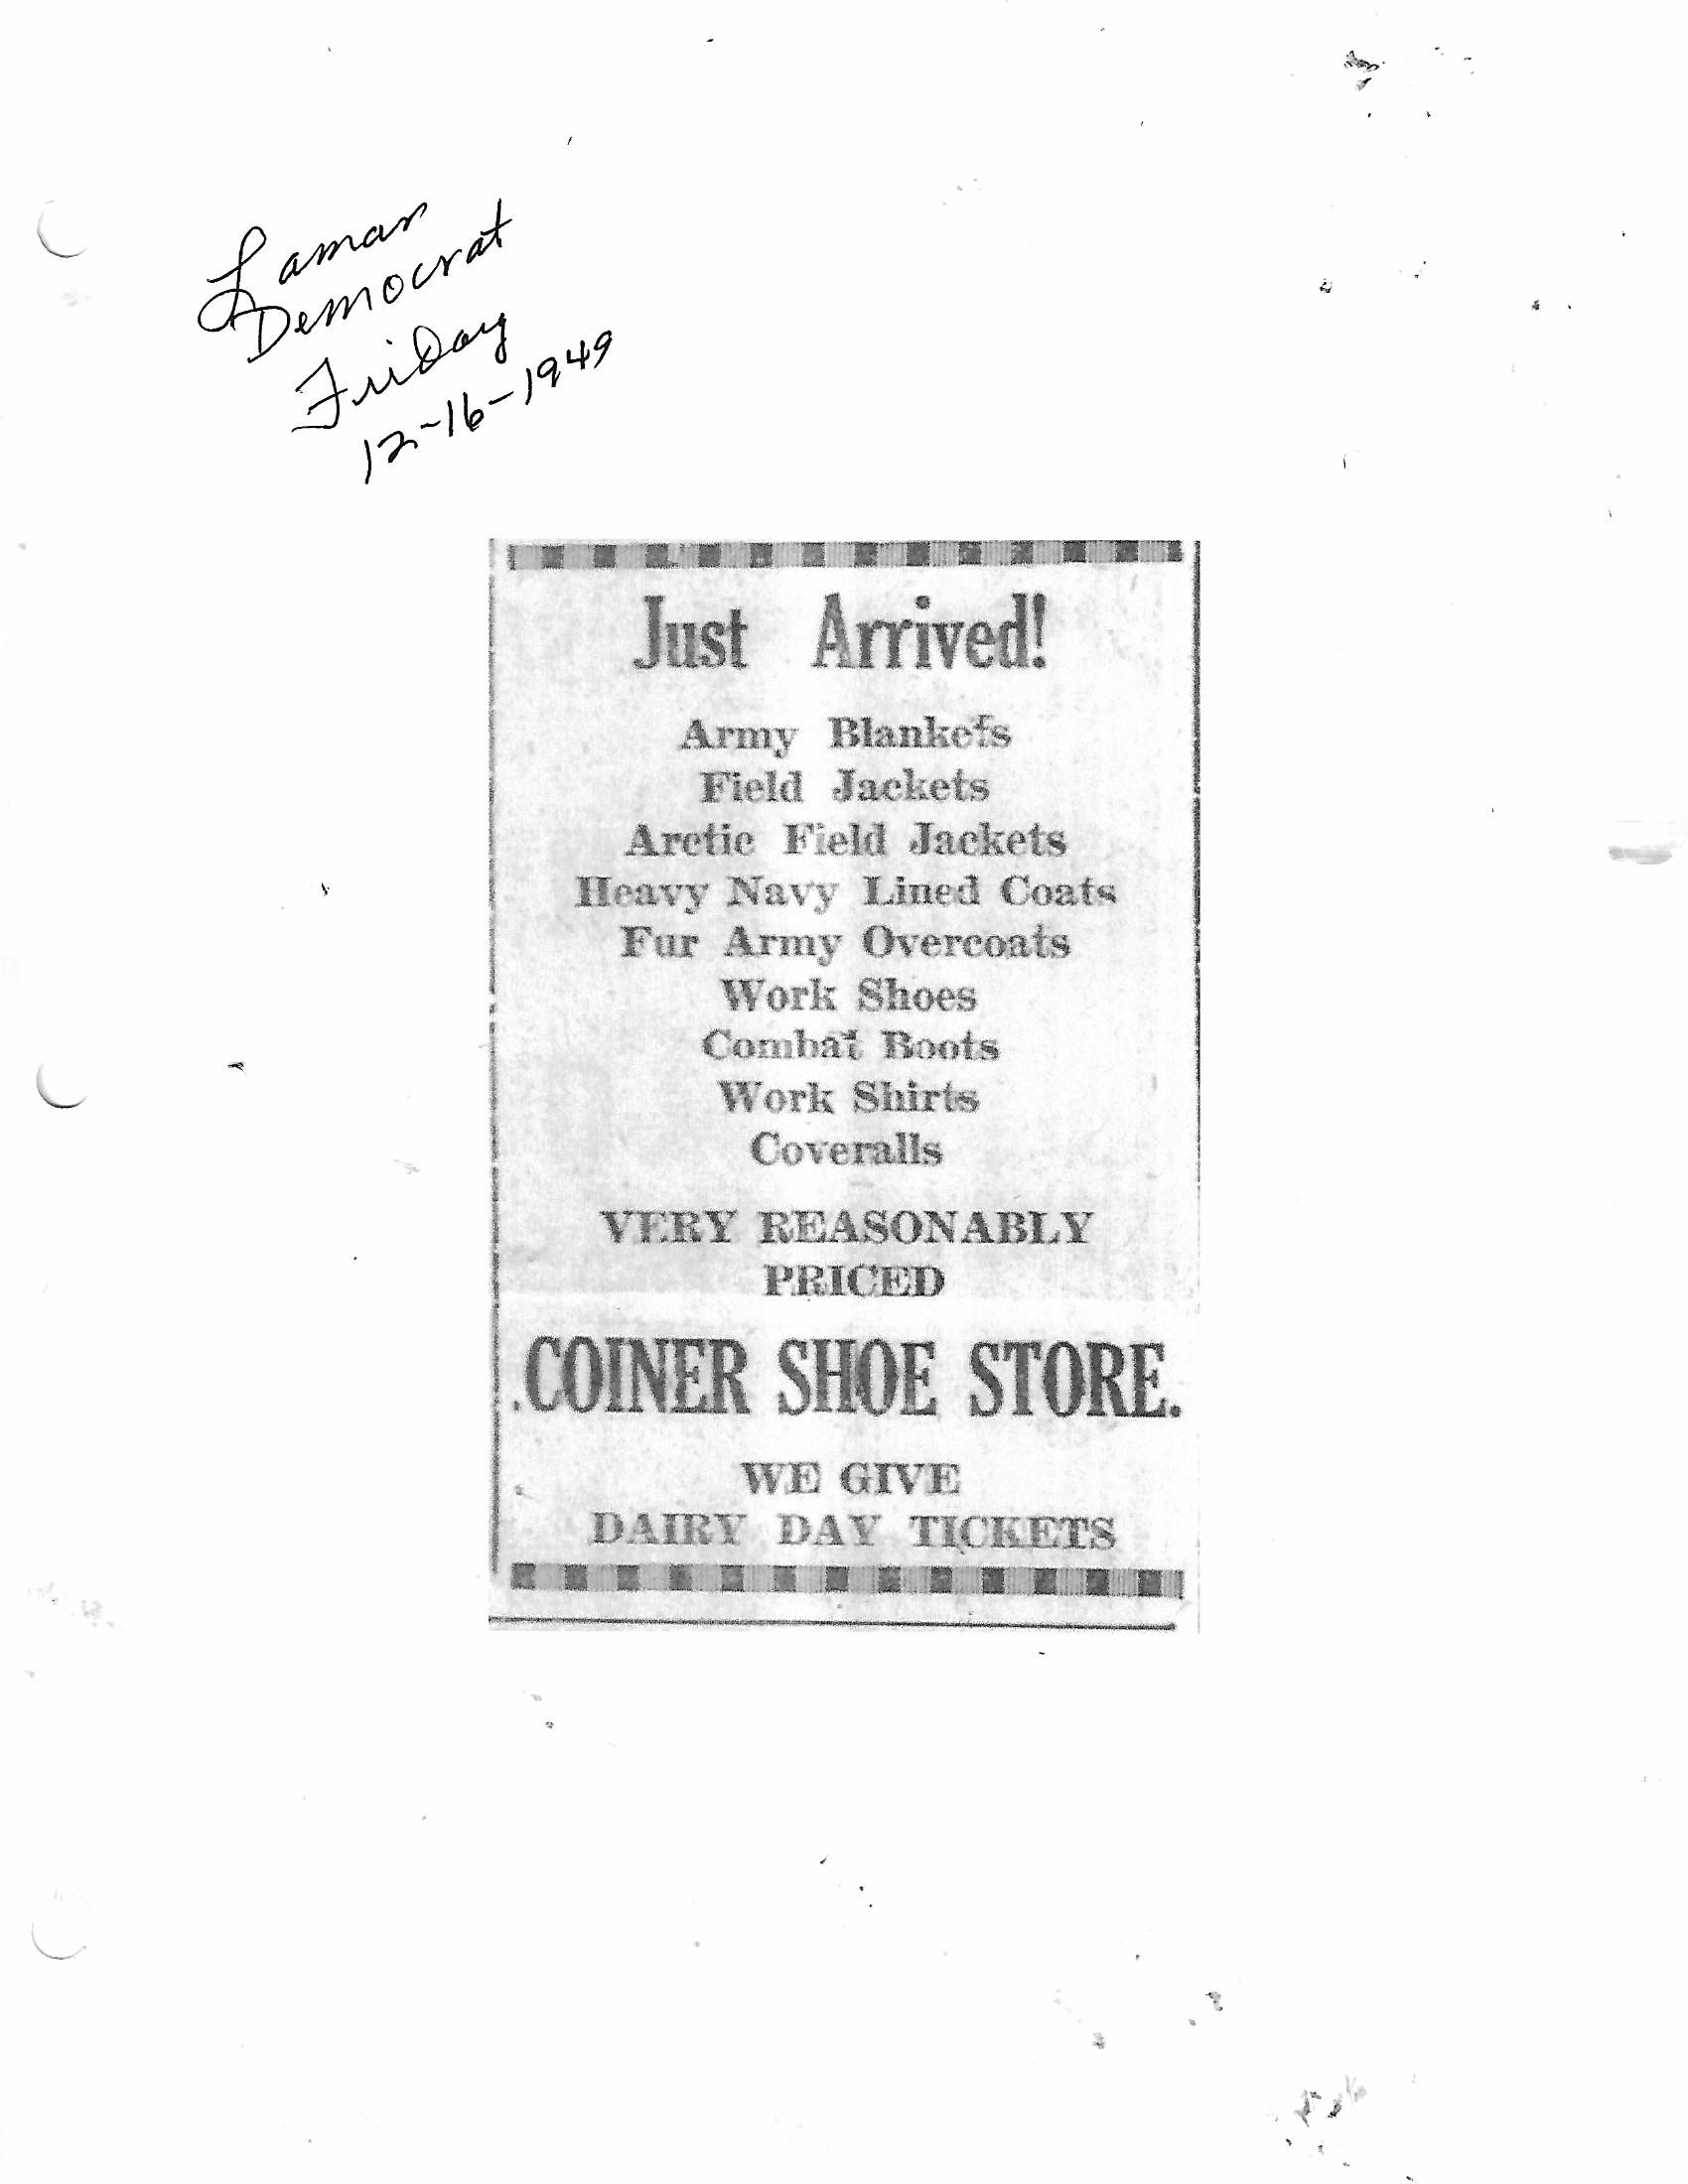 Lamar
Democrat
Friday
12-16-1949
Just Arrived!
Army Blankets
Field Jackets
Arctic Field Jackets
Heavy Navy Lined Coats
Fur Army Overcoats
Work Shoes
Combat Boots
Work Shirts
Coveralls
VERY REASONABLY
PRICED
COINER SHOE STORE.
WE GIVE
DAIRY DAY TICKETS